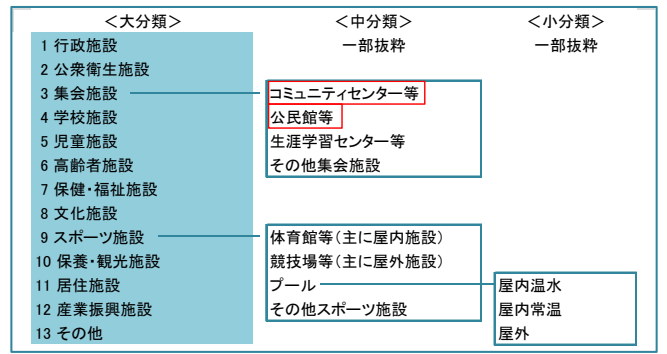 ＜大分類＞ ＜中分類＞ ＜小分類＞
1 行政施設 一部抜粋 一部抜粋
2 公衆衛生施設
3 集会施設 コミュニティセンター等
4 学校施設 公民館等
5 児童施設 生涯学習センター等
6 高齢者施設 その他集会施設
7 保健・福祉施設
8 文化施設
9 スポーツ施設 体育館等（主に屋内施設）
10 保養・観光施設 競技場等（主に屋外施設）
11 居住施設 プール 屋内温水
12 産業振興施設 その他スポーツ施設 屋内常温
13 その他 屋外